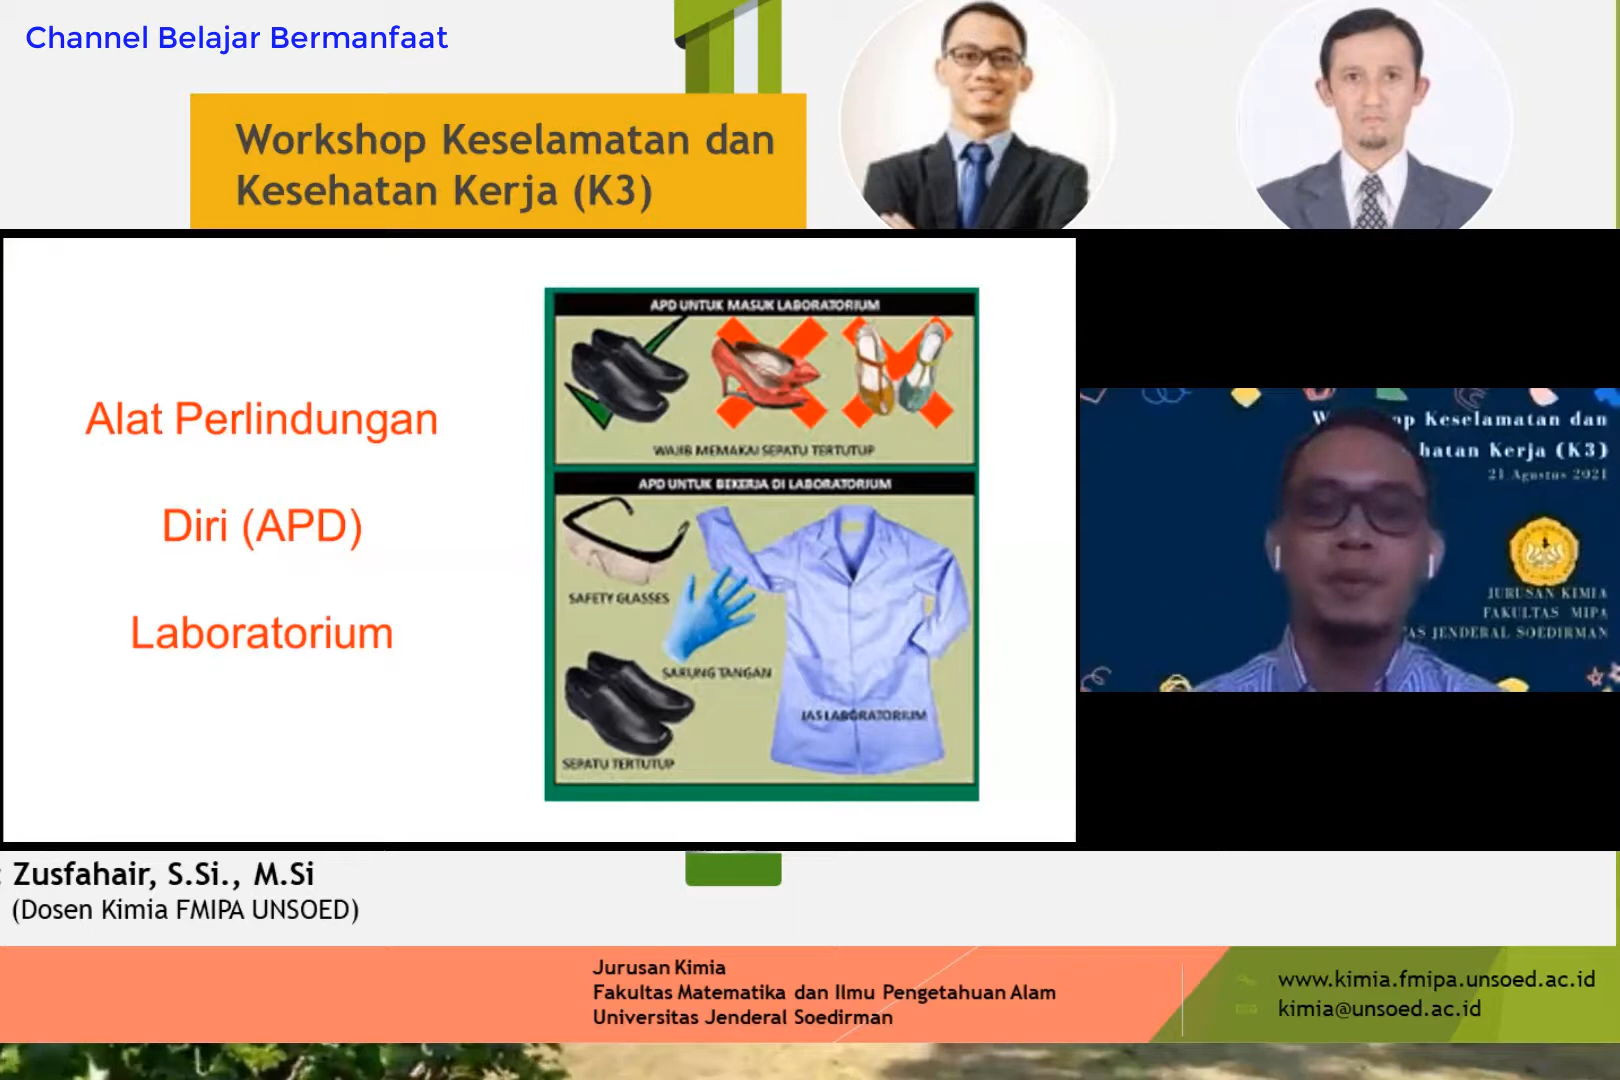 Channel Belajar Bermanfaat
Workshop Keselamatan dan
Kesehatan Kerja (K3)
Alat Perlindungan
Diri (APD)
Laboratorium
APD UNTUK MASUK LABORATORIUM
WAJIB MEMAKAI SEPATU TERTUTUP
APD UNTUK BEKERJA DI LABORATORIUM
SAFETY GLASSES
SARUNG TANGAN
JAS LABORATORIUM
SEPATU TERTUTUP
Keselamatan dan
hatan Kerja (K3)
21 Agustus 2021
JURUSAN KIMIA
FAKULTAS MIPA
AS JENDERAL SOEDIRMAN
: Zusfahair, S.Si., M.Si
(Dosen Kimia FMIPA UNSOED)
Jurusan Kimia
Fakultas Matematika dan Ilmu Pengetahuan Alam
Universitas Jenderal Soedirman
www.kimia.fmipa.unsoed.ac.id
kimia@unsoed.ac.id